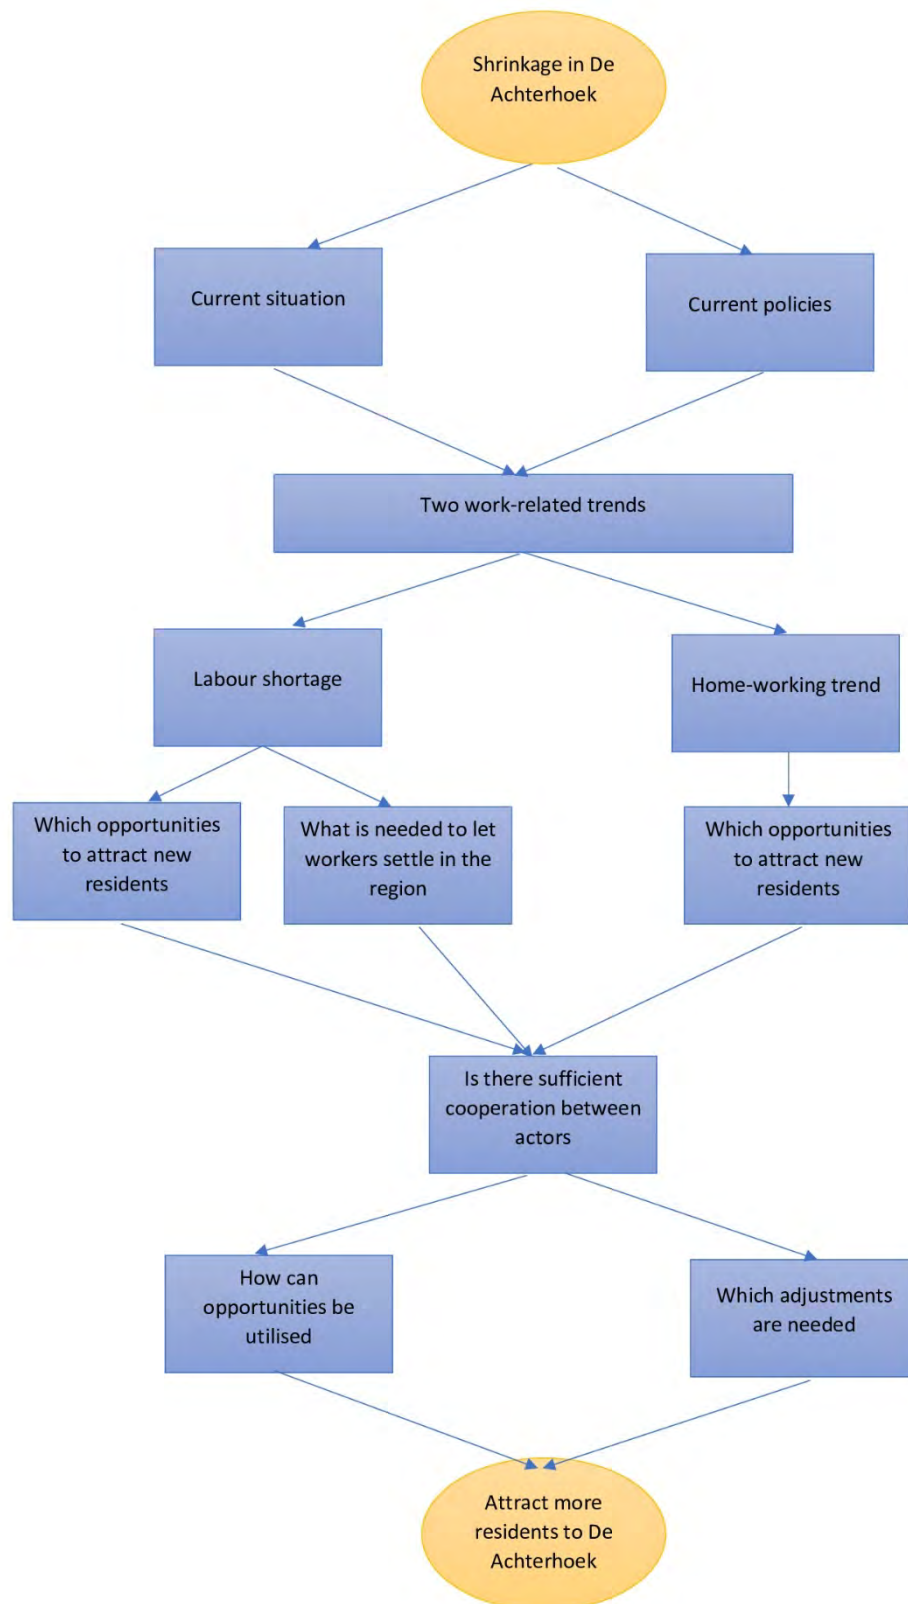 Shrinkage in De
Achterhoek
Current situation
Current policies
Two work-related trends
Labour shortage
Home-working trend
Which opportunities
to attract new
residents
What is needed to let
workers settle in the
region
Which opportunities
to attract new
residents
Is there sufficient
cooperation between
actors
How can
opportunities be
utilised
Which adjustments
are needed
Attract more
residents to De
Achterhoek